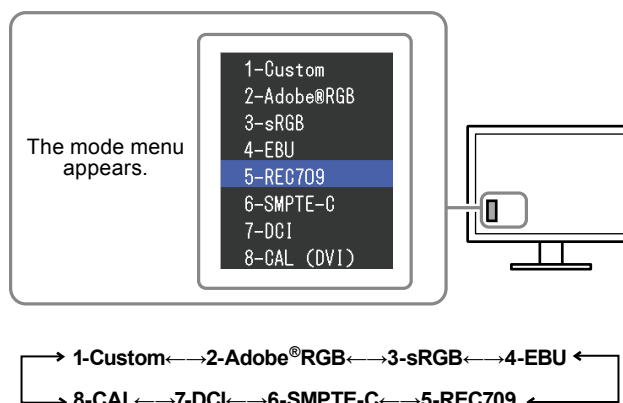 The mode menu
appears.
1-Custom
2-Adobe®RGB
3-sRGB
4-EBU
5-REC709
6-SMPTE-C
7-DCI
8-CAL (DVI)
1-Custom←→2-Adobe®RGB←→3-sRGB←→4-EBU
8-CAL←→7-DCI←→6-SMPTE-C←→5-REC709